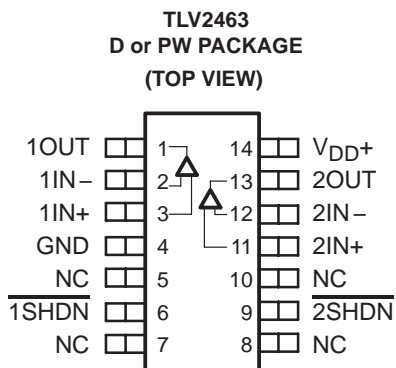 TLV2463
D or PW PACKAGE
(TOP VIEW)
1OUT 1 14 VDD+
1IN− 2 13 2OUT
1IN+ 3 12 2IN−
GND 4 11 2IN+
NC 5 10 NC
1SHDN 6 9 2SHDN
NC 7 8 NC